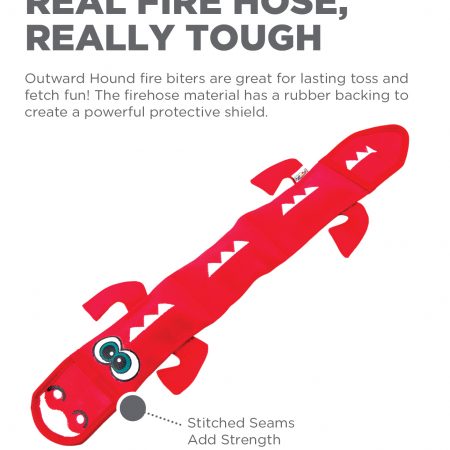 REAL FIRE HOSE,
REALLY TOUGH
Outward Hound fire biters are great for lasting toss and
fetch fun! The firehose material has a rubber backing to
create a powerful protective shield.
Stitched Seams
Add Strength